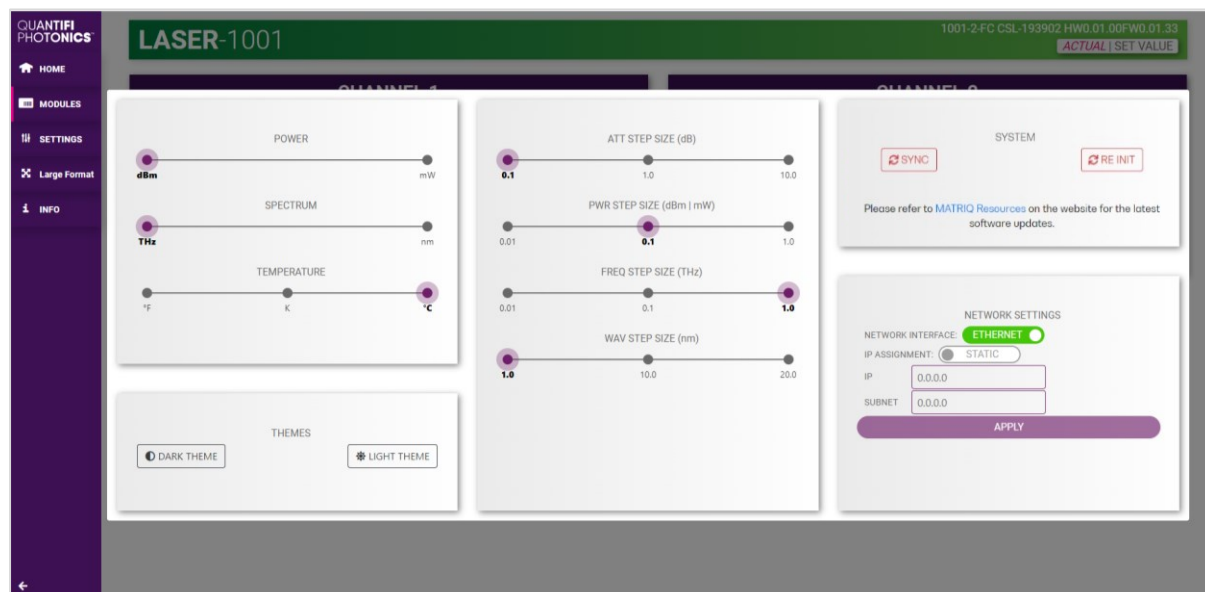 QUANTIFI
PHOTONICS™
HOME
MODULES
SETTINGS
Large Format
INFO
LASER-1001
1001-2-FC CSL-193902 HW0.01.00FW0.01.33
ACTUAL | SET VALUE
CHANNEL 1
POWER
dBm mW
SPECTRUM
THz nm
TEMPERATURE
°F K °C
THEMES
DARK THEME LIGHT THEME
ATT STEP SIZE (dB)
0.1 1.0 10.0
PWR STEP SIZE (dBm | mW)
0.01 0.1 1.0
FREQ STEP SIZE (THz)
0.01 0.1 1.0
WAV STEP SIZE (nm)
1.0 10.0 20.0
SYSTEM
SYNC RE INIT
Please refer to MATRIQ Resources on the website for the latest
software updates.
NETWORK SETTINGS
NETWORK INTERFACE: ETHERNET
IP ASSIGNMENT: STATIC
IP 0.0.0.0
SUBNET 0.0.0.0
APPLY